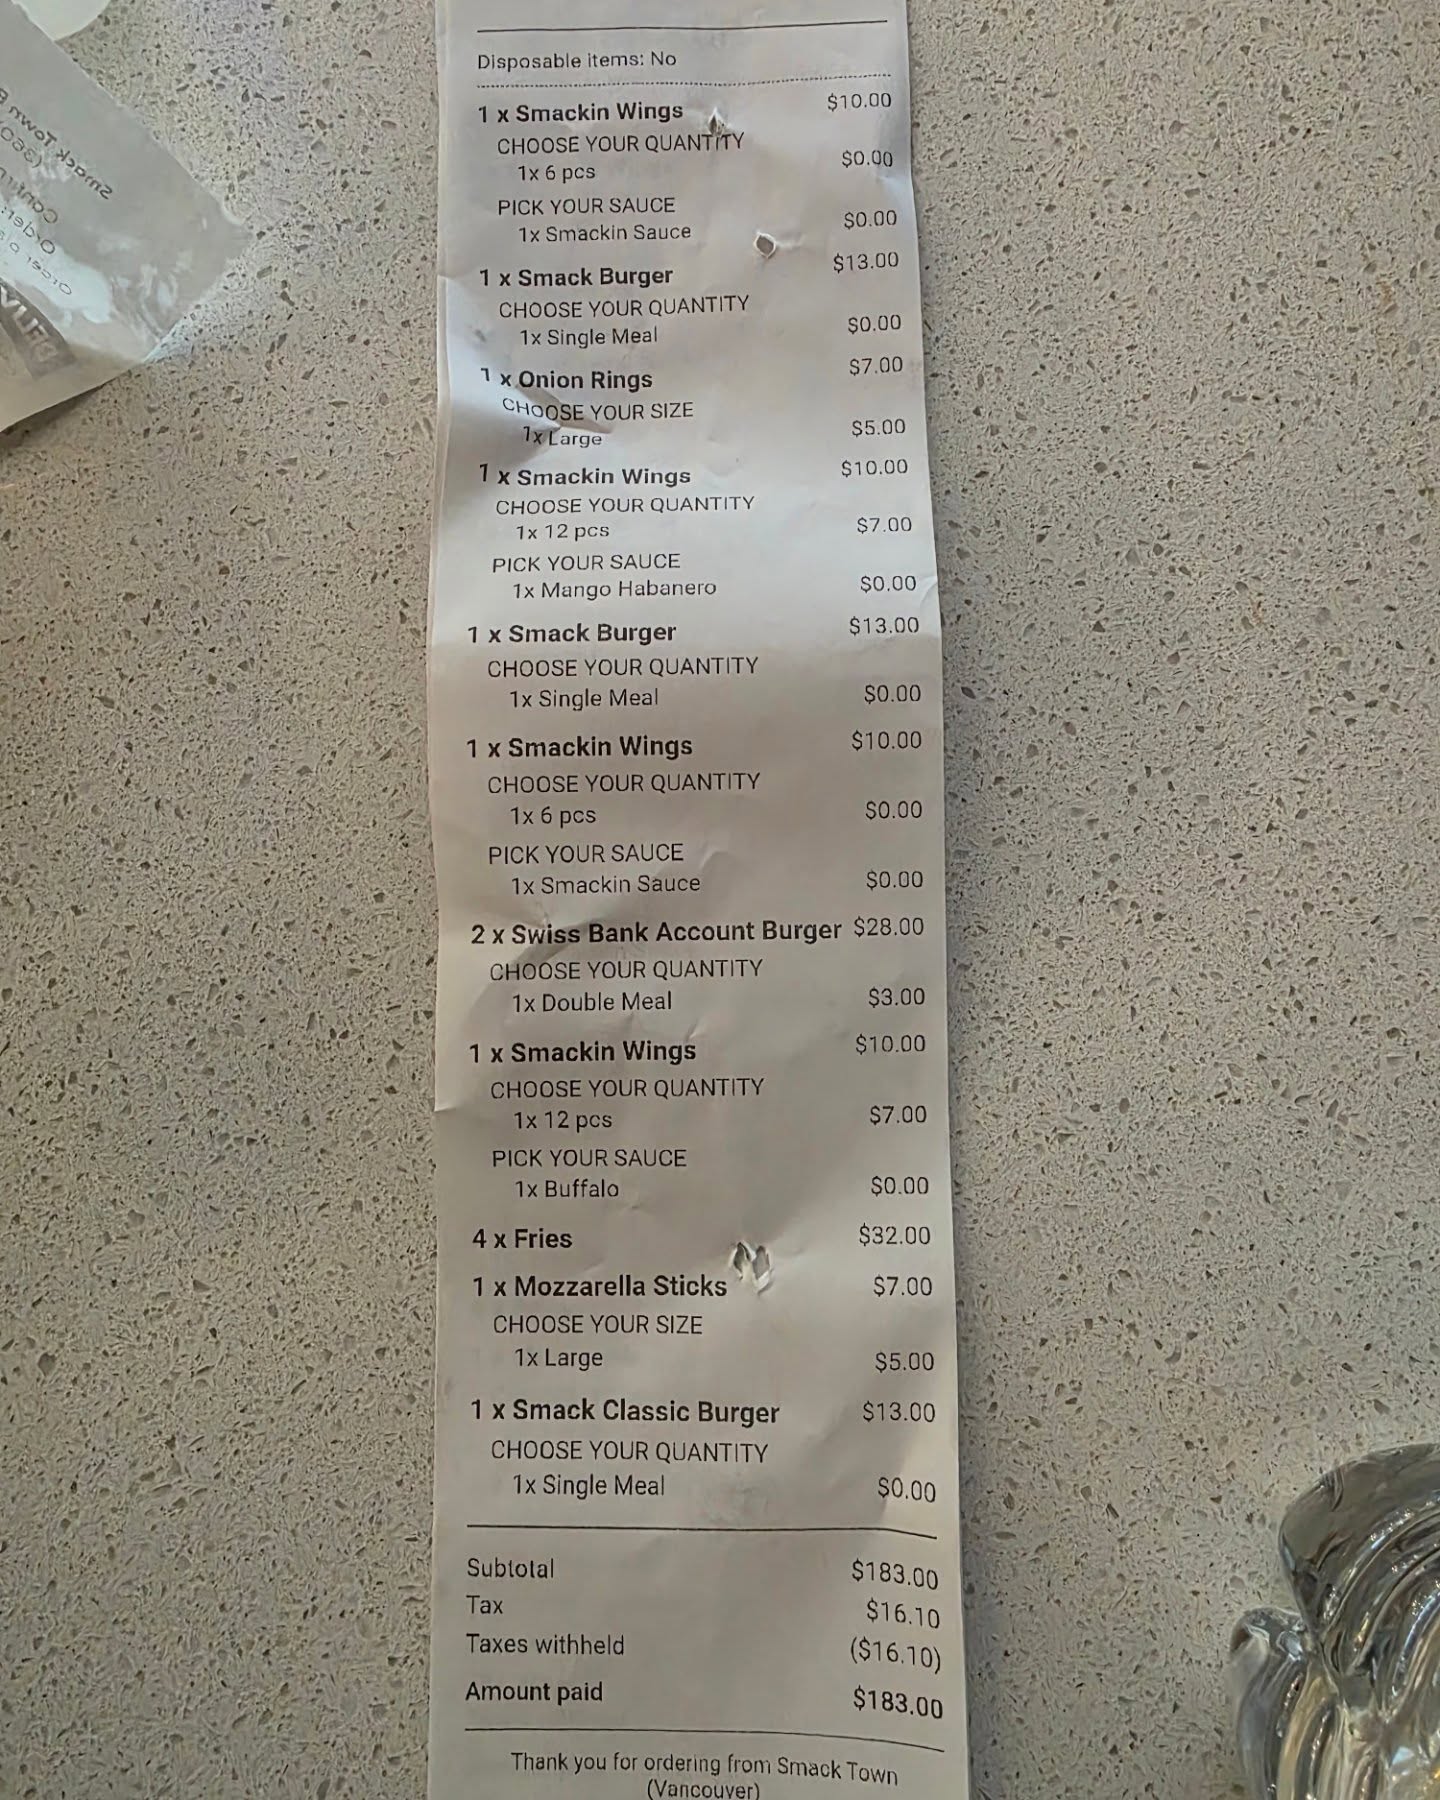 Disposable items: No
1 x Smackin Wings $10.00
CHOOSE YOUR QUANTITY
1x 6 pcs $0.00
PICK YOUR SAUCE
1x Smackin Sauce $0.00
1 x Smack Burger $13.00
CHOOSE YOUR QUANTITY
1x Single Meal $0.00
1 x Onion Rings $7.00
CHOOSE YOUR SIZE
1x Large $5.00
1 x Smackin Wings $10.00
CHOOSE YOUR QUANTITY
1x 12 pcs $7.00
PICK YOUR SAUCE
1x Mango Habanero $0.00
1 x Smack Burger $13.00
CHOOSE YOUR QUANTITY
1x Single Meal $0.00
1 x Smackin Wings $10.00
CHOOSE YOUR QUANTITY
1x 6 pcs $0.00
PICK YOUR SAUCE
1x Smackin Sauce $0.00
2 x Swiss Bank Account Burger $28.00
CHOOSE YOUR QUANTITY
1x Double Meal $3.00
1 x Smackin Wings $10.00
CHOOSE YOUR QUANTITY
1x 12 pcs $7.00
PICK YOUR SAUCE
1x Buffalo $0.00
4 x Fries $32.00
1 x Mozzarella Sticks $7.00
CHOOSE YOUR SIZE
1x Large $5.00
1 x Smack Classic Burger $13.00
CHOOSE YOUR QUANTITY
1x Single Meal $0.00
Subtotal $183.00
Tax $16.10
Taxes withheld ($16.10)
Amount paid $183.00
Thank you for ordering from Smack Town
(Vancouver)
Smack Town
Order: